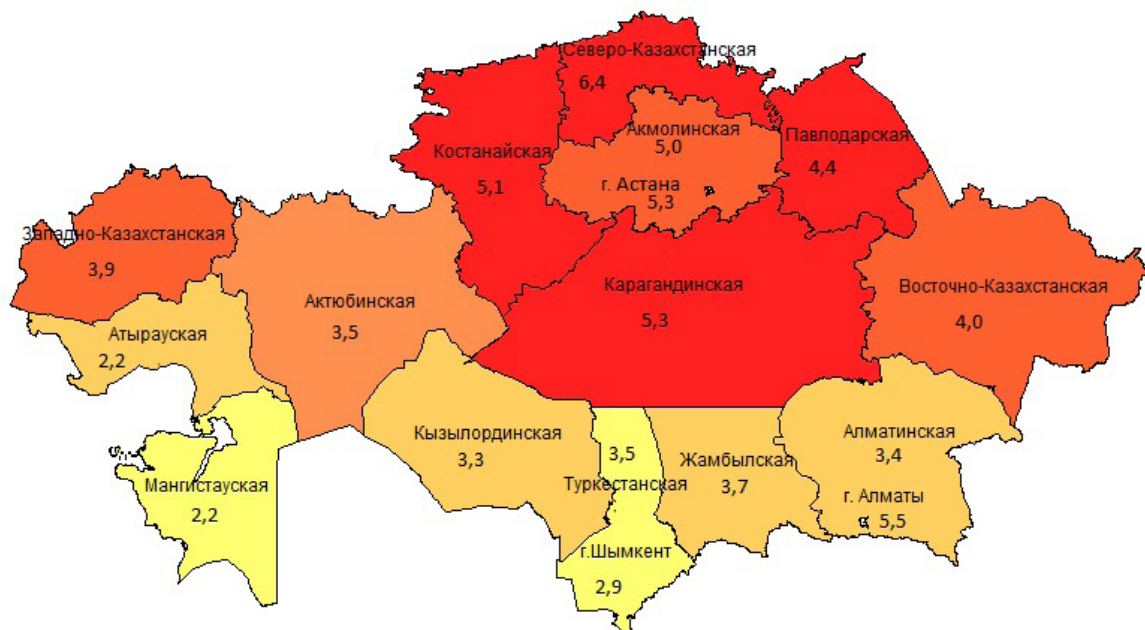 Северо-Казахстанская
6,4
Акмолинская
5,0
Павлодарская
4,4
Костанайская
5,1
г. Астана
5,3
Западно-Казахстанская
3,9
Карагандинская
5,3
Восточно-Казахстанская
4,0
Актюбинская
3,5
Атырауская
2,2
Кызылординская
3,3
3,5
Туркестанская
Жамбылская
3,7
Алматинская
3,4
г. Алматы
5,5
Мангистауская
2,2
г.Шымкент
2,9